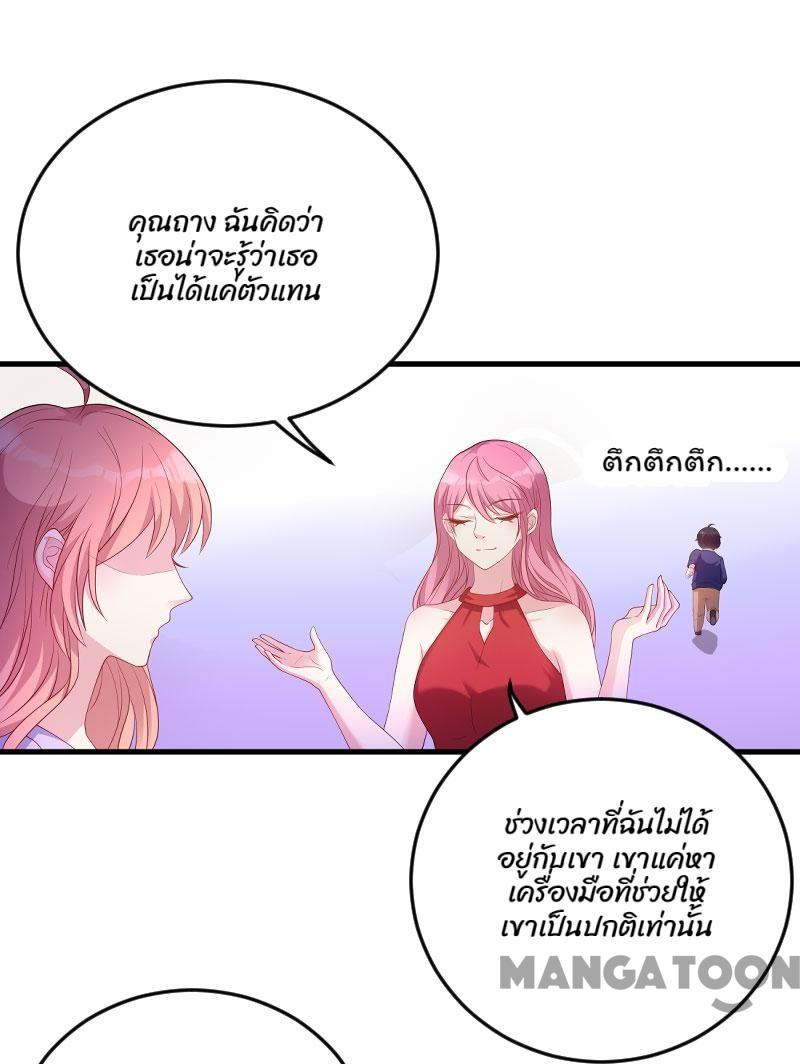 คุณถาง ฉันคิดว่า
เธอน่าจะรู้ว่าเธอ
เป็นได้แค่ตัวแทน
ตึกตึกตึก......
ช่วงเวลาที่ฉันไม่ได้
อยู่กับเขา เขาแค่หา
เครื่องมือที่ช่วยให้
เขาเป็นปกติเท่านั้น
MANGATOON